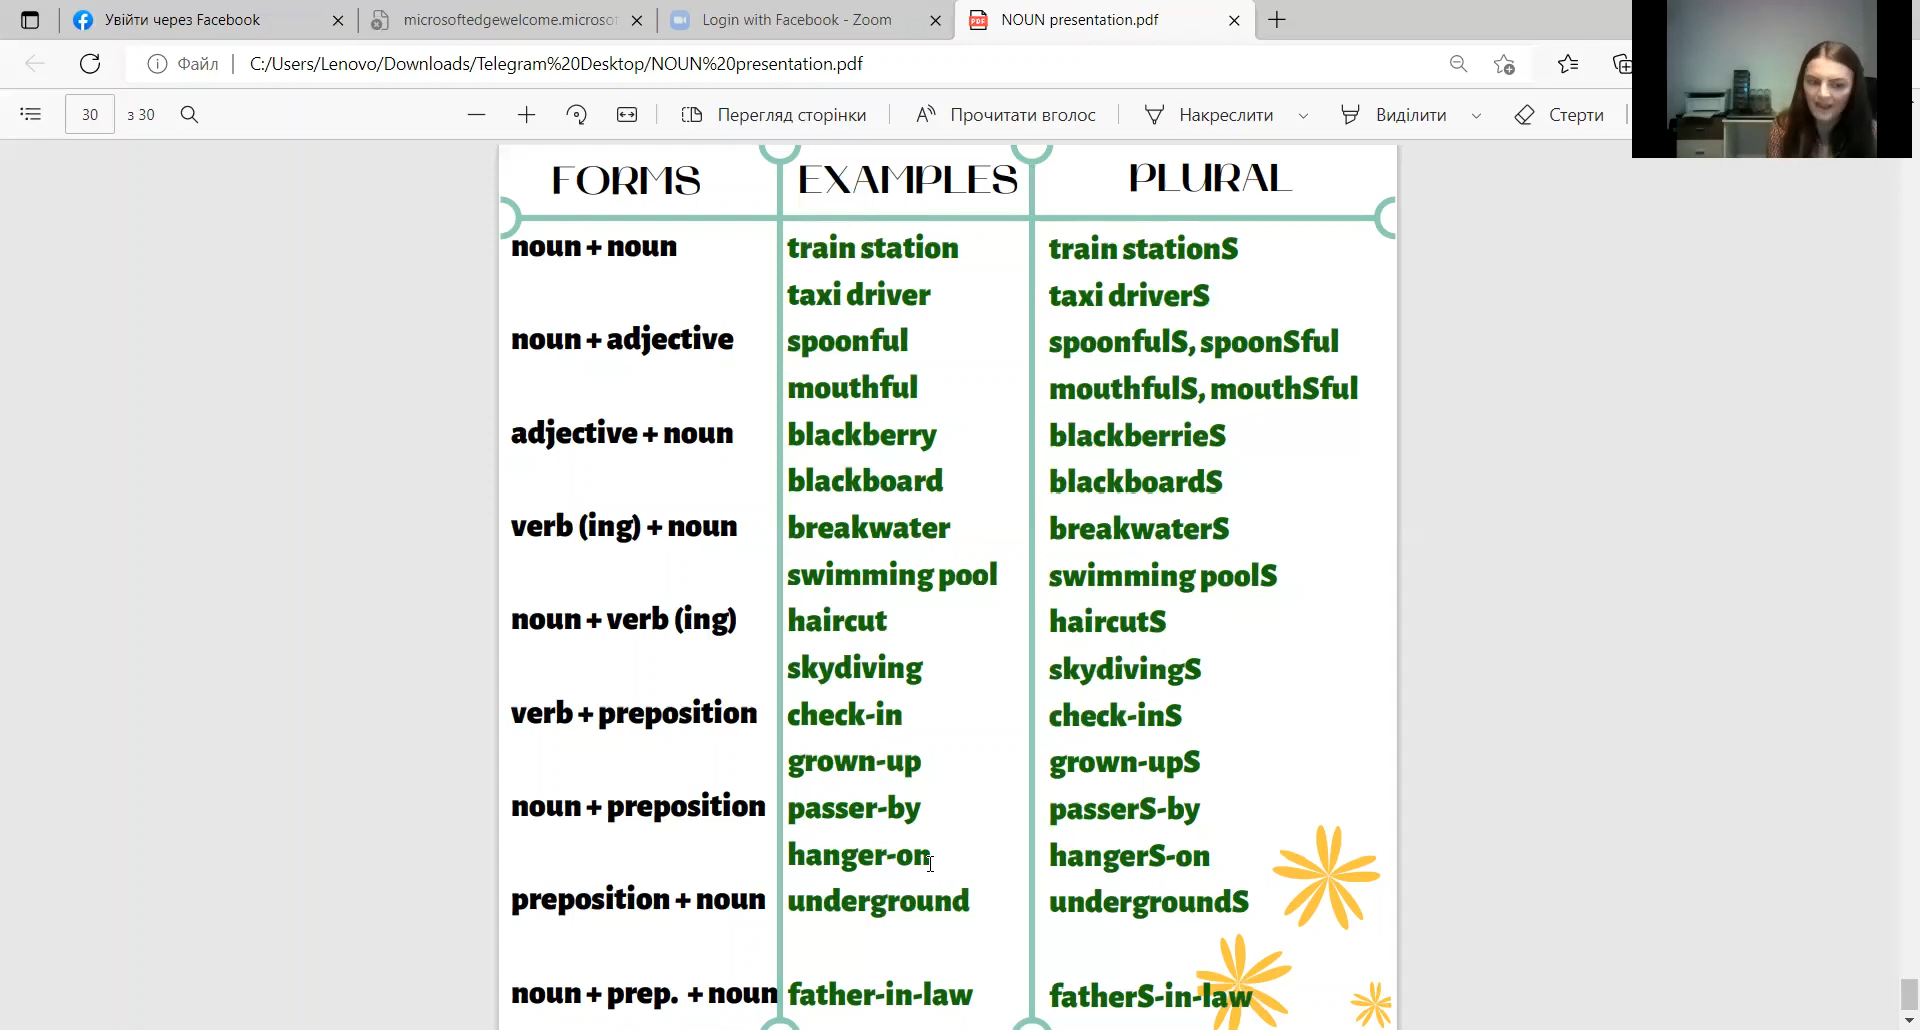 Увійти через Facebook
microsoftedgewelcome.microsof
Login with Facebook - Zoom
NOUN presentation.pdf
Файл
C:/Users/Lenovo/Downloads/Telegram%20Desktop/NOUN%20presentation.pdf
30 з 30
Перегляд сторінки
Прочитати вголос
Накреслити
Виділити
Стерти
FORMS EXAMPLES PLURAL
noun + noun train station train stationS
taxi driver taxi driverS
noun + adjective spoonful spoonfulS, spoonSful
mouthful mouthfulS, mouthSful
adjective + noun blackberry blackberrieS
blackboard blackboardS
verb (ing) + noun breakwater breakwaterS
swimming pool swimming poolS
noun + verb (ing) haircut haircutS
skydiving skydivingS
verb + preposition check-in check-inS
grown-up grown-upS
noun + preposition passer-by passerS-by
hanger-on hangerS-on
preposition + noun underground undergroundS
noun + prep. + noun father-in-law fatherS-in-law